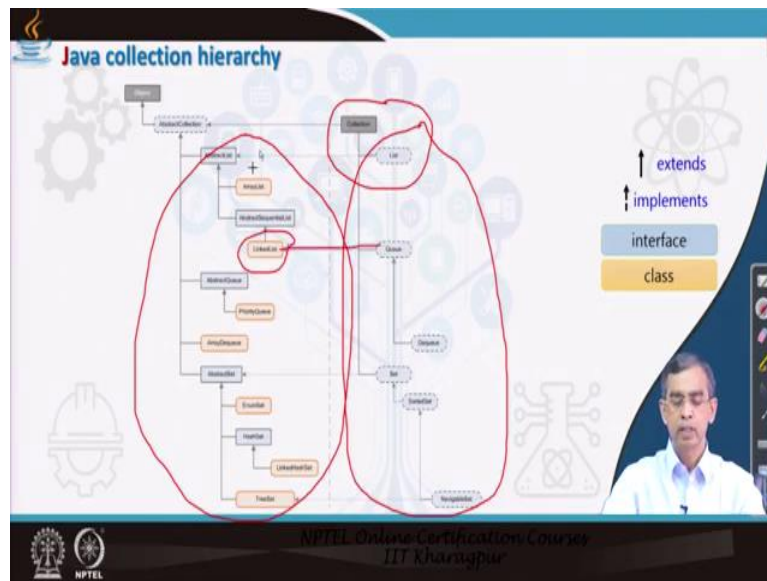 Java collection hierarchy
Object
AbstractCollection
Collection
AbstractList
List
ArrayList
AbstractSequentialList
LinkedList
Queue
AbstractQueue
PriorityQueue
ArrayDeque
Dequeue
AbstractSet
Set
EnumSet
SortedSet
HashSet
LinkedHashSet
TreeSet
NavigableSet
extends
implements
interface
class
NPTEL
NPTEL Online Certification Courses
IIT Kharagpur